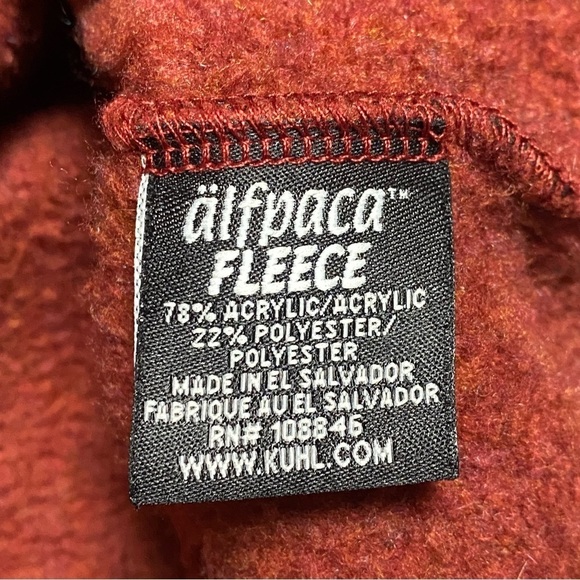 älfpaca™
FLEECE
78% ACRYLIC/ACRYLIC
22% POLYESTER/
POLYESTER
MADE IN EL SALVADOR
FABRIQUE AU EL SALVADOR
RN# 108846
WWW.KUHL.COM